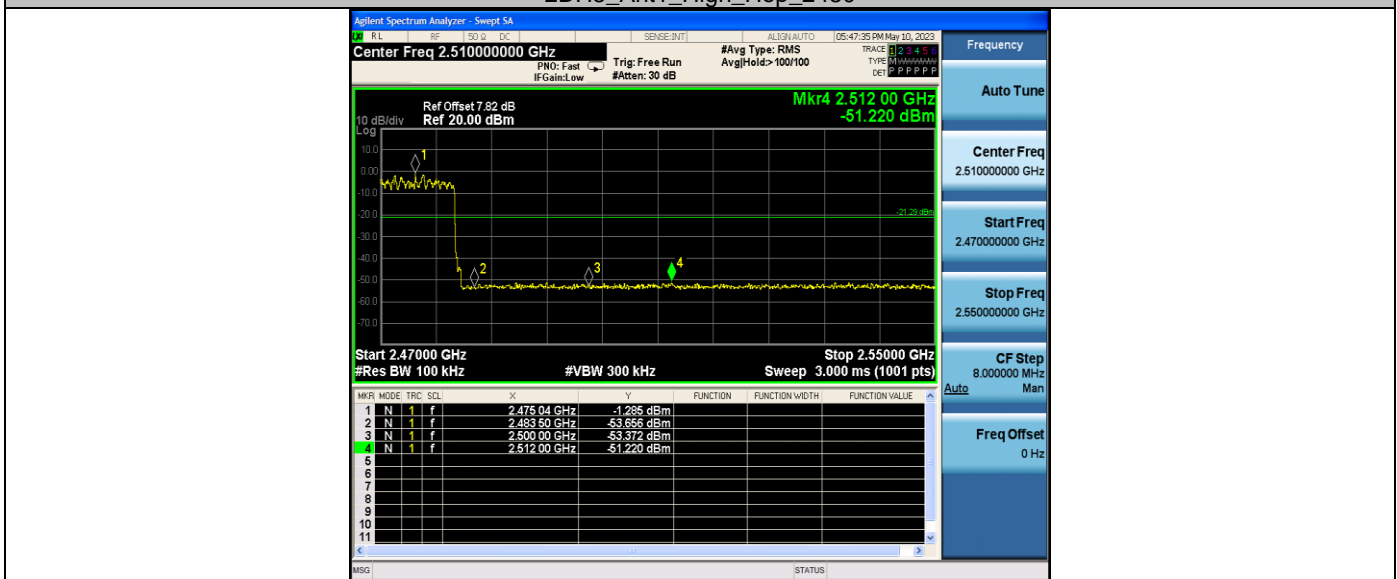 Agilent Spectrum Analyzer - Swept SA
RL RF 50 Ω DC SENSE:INT ALIGN AUTO 05:47:35 PM May 10, 2023
Center Freq 2.510000000 GHz
PNO: Fast
IFGain:Low
Trig: Free Run
#Atten: 30 dB
#Avg Type: RMS
Avg|Hold:> 100/100
TRACE 1 2 3 4 5 6
TYPE M
DET P P P P P P
Ref Offset 7.82 dB
10 dB/div Ref 20.00 dBm
Log
Mkr4 2.512 00 GHz
-51.220 dBm
10.0
0.00
-10.0
-20.0
-30.0
-40.0
-50.0
-60.0
-70.0
1
2
3
4
-21.29 dBm
Start 2.47000 GHz Stop 2.55000 GHz
#Res BW 100 kHz #VBW 300 kHz Sweep 3.000 ms (1001 pts)
MKR MODE TRC SCL X Y FUNCTION FUNCTION WIDTH FUNCTION VALUE
1 N 1 f 2.475 04 GHz -1.285 dBm
2 N 1 f 2.483 50 GHz -53.656 dBm
3 N 1 f 2.500 00 GHz -53.372 dBm
4 N 1 f 2.512 00 GHz -51.220 dBm
5
6
7
8
9
10
11
MSG STATUS
Frequency
Auto Tune
Center Freq
2.510000000 GHz
Start Freq
2.470000000 GHz
Stop Freq
2.550000000 GHz
CF Step
8.000000 MHz
Auto Man
Freq Offset
0 Hz